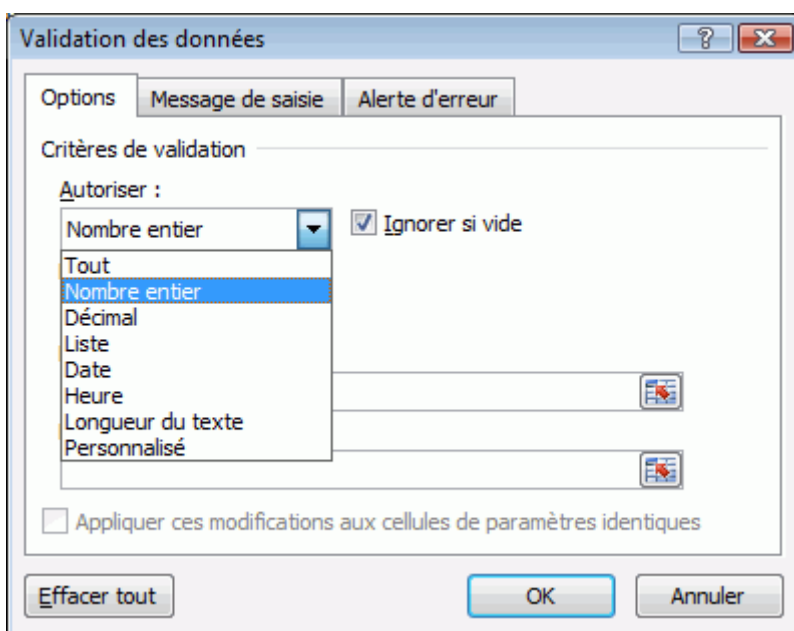 Validation des données
Options Message de saisie Alerte d'erreur
Critères de validation
Autoriser :
Nombre entier Ignorer si vide
Tout
Nombre entier
Décimal
Liste
Date
Heure
Longueur du texte
Personnalisé
Appliquer ces modifications aux cellules de paramètres identiques
Effacer tout OK Annuler